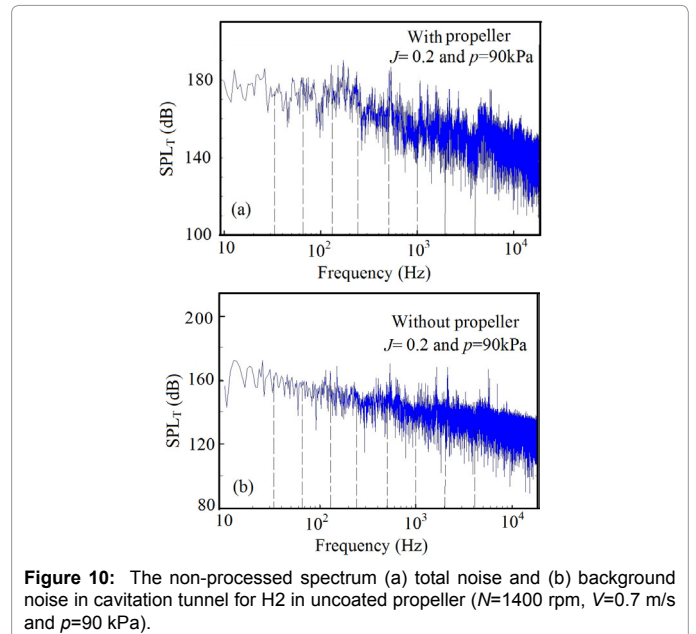 With propeller
J= 0.2 and p=90kPa
180
140
100
SPL_T (dB)
(a)
10 10² 10³ 10⁴
Frequency (Hz)
Without propeller
J= 0.2 and p=90kPa
200
160
120
80
SPL_T (dB)
(b)
10 10² 10³ 10⁴
Frequency (Hz)
Figure 10: The non-processed spectrum (a) total noise and (b) background
noise in cavitation tunnel for H2 in uncoated propeller (N=1400 rpm, V=0.7 m/s
and p=90 kPa).